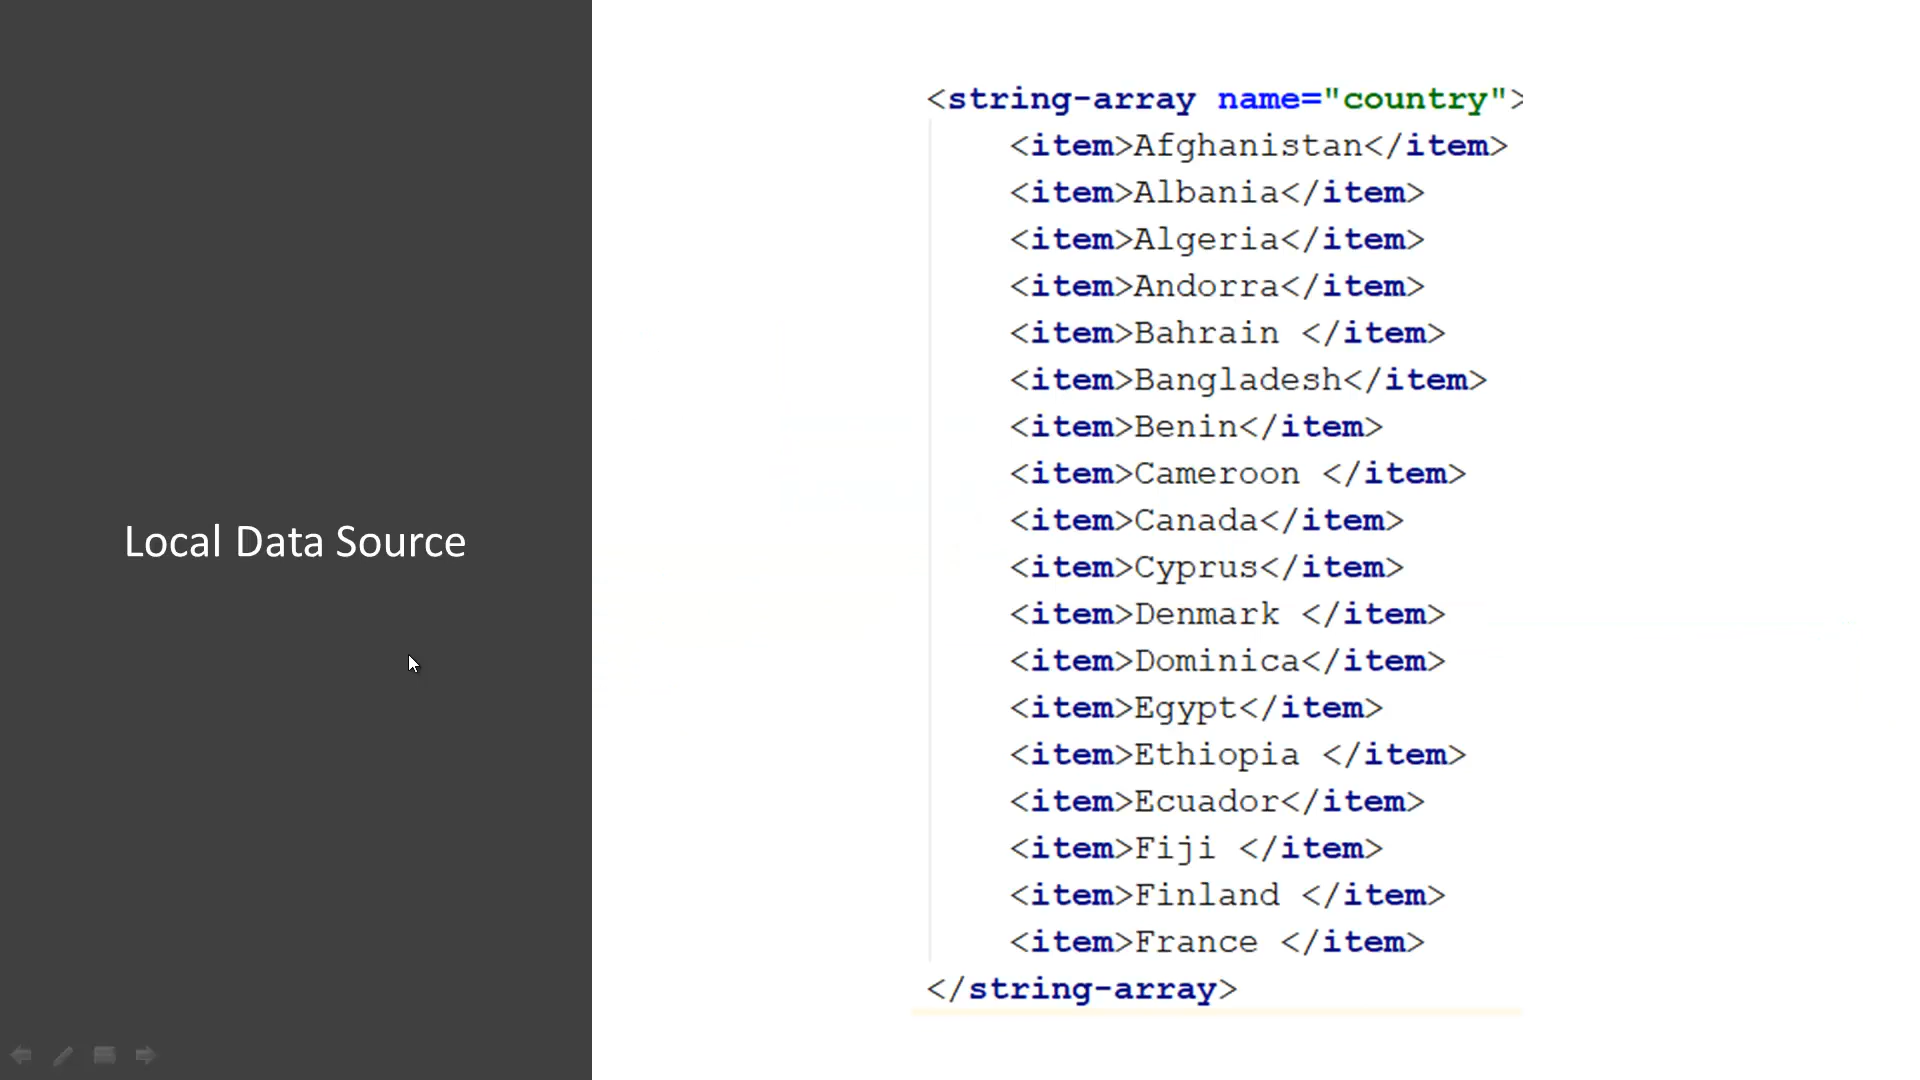 Local Data Source
<string-array name="country">
<item>Afghanistan</item>
<item>Albania</item>
<item>Algeria</item>
<item>Andorra</item>
<item>Bahrain </item>
<item>Bangladesh</item>
<item>Benin</item>
<item>Cameroon </item>
<item>Canada</item>
<item>Cyprus</item>
<item>Denmark </item>
<item>Dominica</item>
<item>Egypt</item>
<item>Ethiopia </item>
<item>Ecuador</item>
<item>Fiji </item>
<item>Finland </item>
<item>France </item>
</string-array>